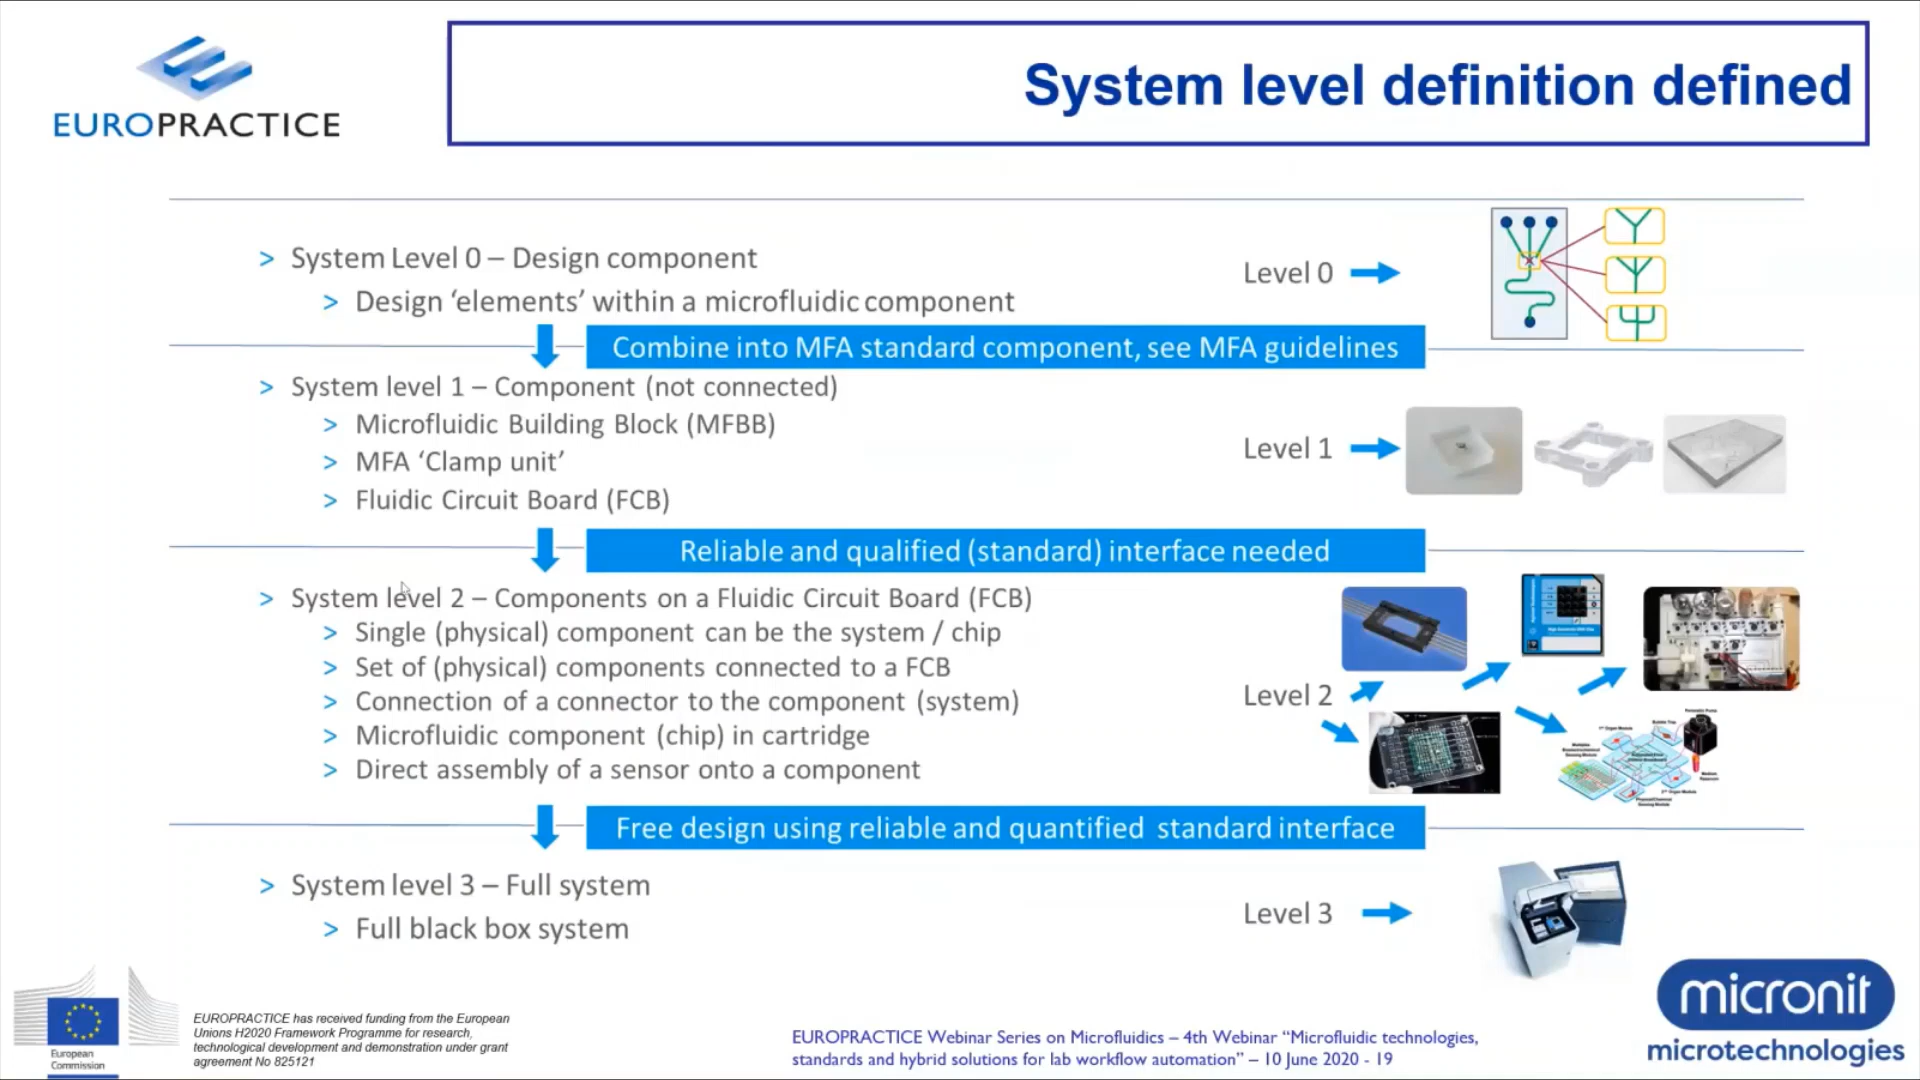 EUROPRACTICE
System level definition defined
> System Level 0 – Design component
> Design ‘elements’ within a microfluidic component
Level 0
Combine into MFA standard component, see MFA guidelines
> System level 1 – Component (not connected)
> Microfluidic Building Block (MFBB)
> MFA ‘Clamp unit’
> Fluidic Circuit Board (FCB)
Level 1
Reliable and qualified (standard) interface needed
> System level 2 – Components on a Fluidic Circuit Board (FCB)
> Single (physical) component can be the system / chip
> Set of (physical) components connected to a FCB
> Connection of a connector to the component (system)
> Microfluidic component (chip) in cartridge
> Direct assembly of a sensor onto a component
Level 2
Free design using reliable and quantified standard interface
> System level 3 – Full system
> Full black box system
Level 3
European
Commission
EUROPRACTICE has received funding from the European
Unions H2020 Framework Programme for research,
technological development and demonstration under grant
agreement No 825121
EUROPRACTICE Webinar Series on Microfluidics – 4th Webinar “Microfluidic technologies,
standards and hybrid solutions for lab workflow automation” – 10 June 2020 - 19
micronit
microtechnologies